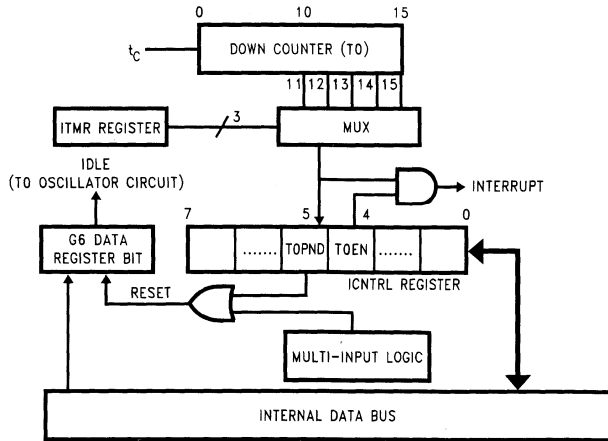 0 10 15
t_C
DOWN COUNTER (TO)
11 12 13 14 15
ITMR REGISTER
3
MUX
IDLE
(TO OSCILLATOR CIRCUIT)
INTERRUPT
7 5 4 0
G6 DATA
REGISTER BIT
....... TOPND TOEN .......
ICNTRL REGISTER
RESET
MULTI-INPUT LOGIC
INTERNAL DATA BUS